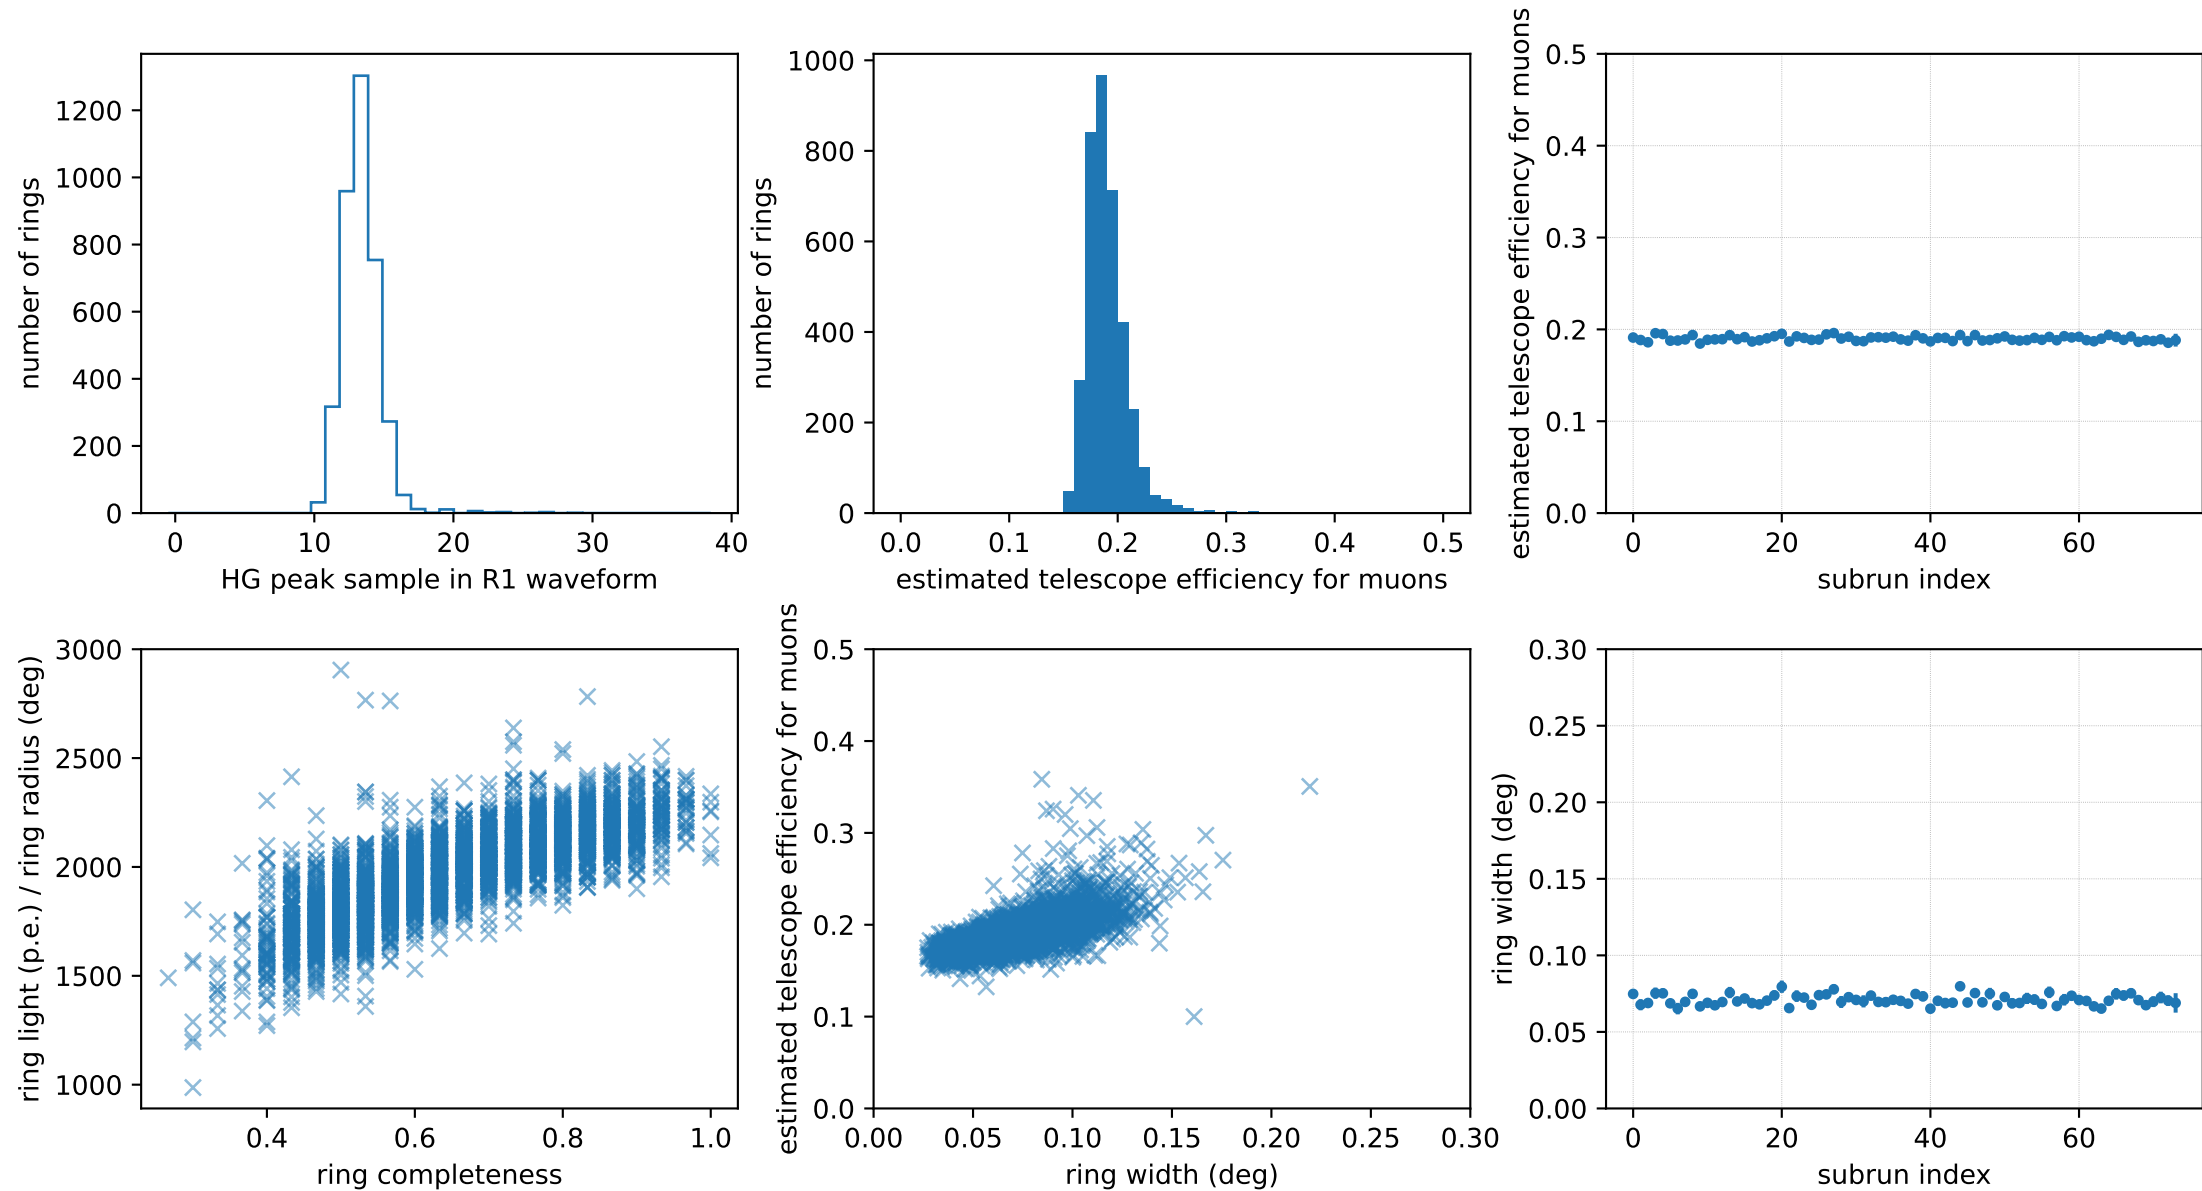 number of rings
1200
1000
800
600
400
200
0
0 10 20 30 40
HG peak sample in R1 waveform
number of rings
1000
800
600
400
200
0
0.0 0.1 0.2 0.3 0.4 0.5
estimated telescope efficiency for muons
estimated telescope efficiency for muons
0.5
0.4
0.3
0.2
0.1
0.0
0 20 40 60
subrun index
ring light (p.e.) / ring radius (deg)
3000
2500
2000
1500
1000
0.4 0.6 0.8 1.0
ring completeness
estimated telescope efficiency for muons
0.5
0.4
0.3
0.2
0.1
0.0
0.00 0.05 0.10 0.15 0.20 0.25 0.30
ring width (deg)
ring width (deg)
0.30
0.25
0.20
0.15
0.10
0.05
0.00
0 20 40 60
subrun index